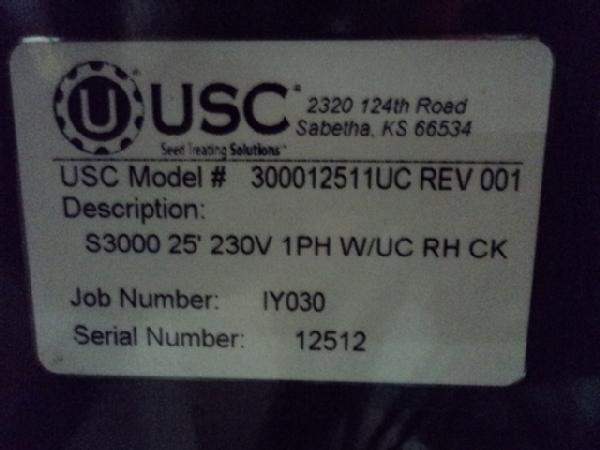 U USC 2320 124th Road
Sabetha, KS 66534
Seed Treating Solutions
USC Model # 300012511UC REV 001
Description:
S3000 25' 230V 1PH W/UC RH CK
Job Number: IY030
Serial Number: 12512